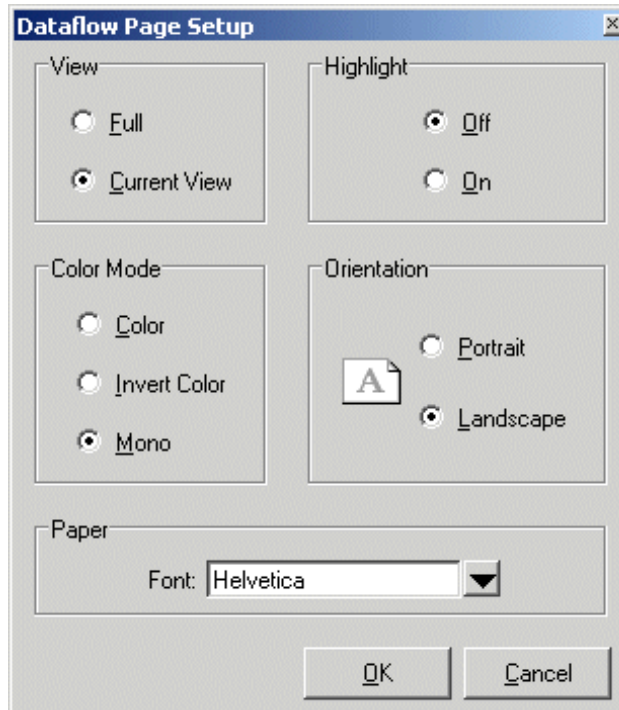 Dataflow Page Setup
View
Full
Current View
Highlight
Off
On
Color Mode
Color
Invert Color
Mono
Orientation
A
Portrait
Landscape
Paper
Font: Helvetica
OK Cancel